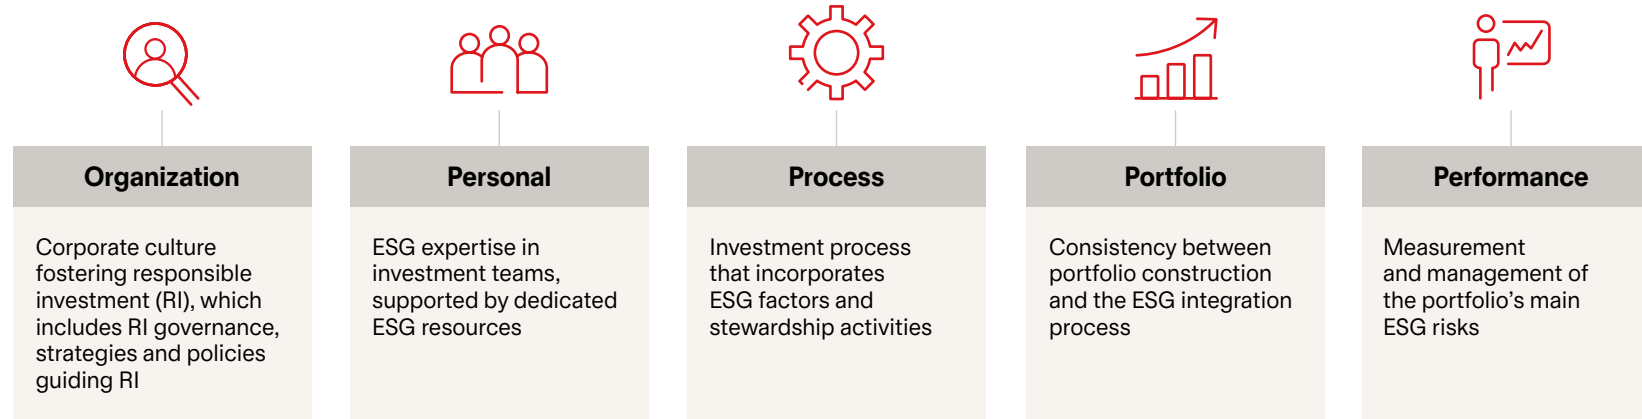 Organization
Corporate culture
fostering responsible
investment (RI), which
includes RI governance,
strategies and policies
guiding RI
Personal
ESG expertise in
investment teams,
supported by dedicated
ESG resources
Process
Investment process
that incorporates
ESG factors and
stewardship activities
Portfolio
Consistency between
portfolio construction
and the ESG integration
process
Performance
Measurement
and management of
the portfolio’s main
ESG risks